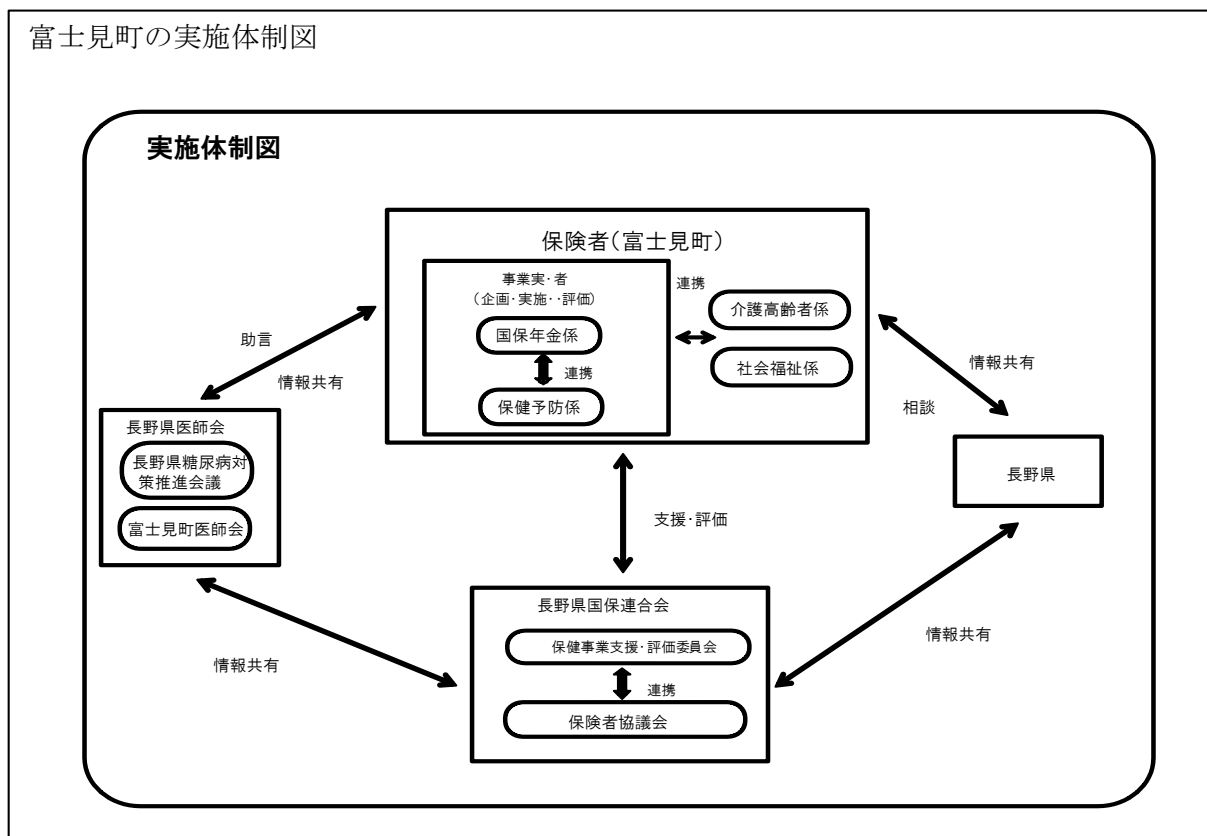 富士見町の実施体制図
実施体制図
保険者(富士見町)
事業実・者
(企画・実施・・評価)
国保年金係
連携
保健予防係
連携
介護高齢者係
社会福祉係
助言
情報共有
情報共有
相談
長野県医師会
長野県糖尿病対
策推進会議
富士見町医師会
長野県
支援・評価
長野県国保連合会
保健事業支援・評価委員会
連携
保険者協議会
情報共有
情報共有